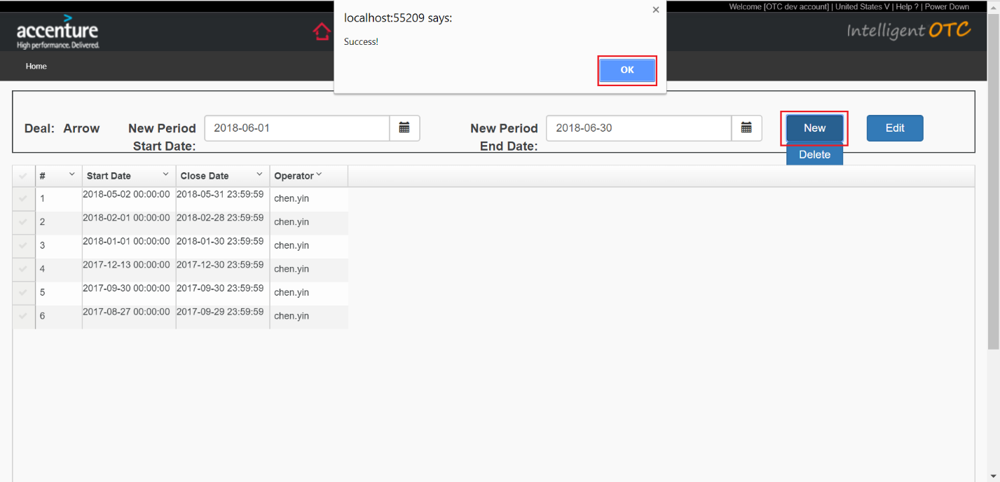 Welcome [OTC dev account] | United States V | Help ? | Power Down
localhost:55209 says:
Success!
OK
accenture
High performance. Delivered.
Intelligent OTC
Home
Deal: Arrow
New Period Start Date:
2018-06-01
New Period End Date:
2018-06-30
New
Edit
Delete
# Start Date Close Date Operator
1 2018-05-02 00:00:00 2018-05-31 23:59:59 chen.yin
2 2018-02-01 00:00:00 2018-02-28 23:59:59 chen.yin
3 2018-01-01 00:00:00 2018-01-30 23:59:59 chen.yin
4 2017-12-13 00:00:00 2017-12-30 23:59:59 chen.yin
5 2017-09-30 00:00:00 2017-09-30 23:59:59 chen.yin
6 2017-08-27 00:00:00 2017-09-29 23:59:59 chen.yin